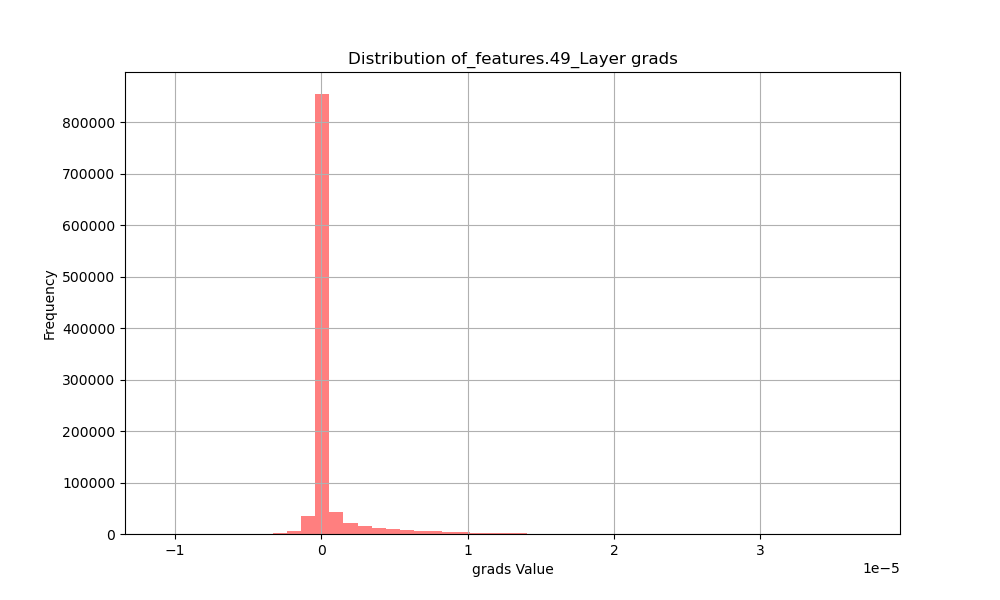 Distribution of_features.49_Layer grads
Frequency
800000
700000
600000
500000
400000
300000
200000
100000
0
−1 0 1 2 3
1e−5
grads Value